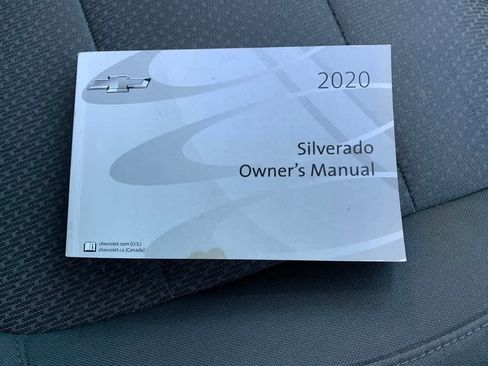 2020
Silverado
Owner's Manual
chevrolet.com (U.S.)
chevrolet.ca (Canada)